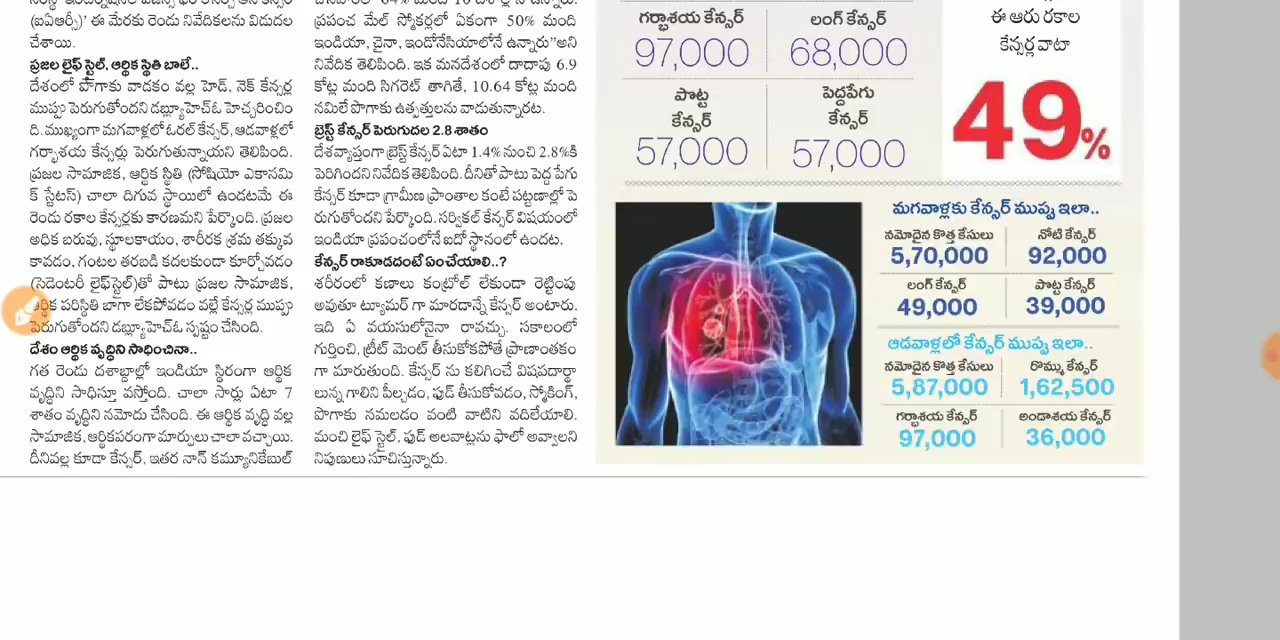 (ఐఏఆర్సీ)' ఈ మేరకు రెండు నివేదికలను విడుదల
చేశాయి.
ప్రజల లైఫ్ స్టైల్, ఆర్థిక స్థితి బాలే..
దేశంలో పొగాకు వాడకం వల్ల హెడ్, నెక్ కేన్సర్ల
ముప్పు పెరుగుతోందని డబ్ల్యూహెచ్ఓ హెచ్చరించిం
ది. ముఖ్యంగా మగవాళ్లలో ఓరల్ కేన్సర్, ఆడవాళ్లలో
గర్భాశయ కేన్సర్లు పెరుగుతున్నాయని తెలిపింది.
ప్రజల సామాజిక, ఆర్థిక స్థితి (సోషియో ఎకానమి
క్ స్టేటస్) చాలా దిగువ స్థాయిలో ఉండటమే ఈ
రెండు రకాల కేన్సర్లకు కారణమని పేర్కొంది. ప్రజల
అధిక బరువు, స్థూలకాయం, శారీరక శ్రమ తక్కువ
కావడం, గంటల తరబడి కదలకుండా కూర్చోవడం
(సెడెంటరీ లైఫ్ స్టైల్)తో పాటు ప్రజల సామాజిక,
ఆర్థిక పరిస్థితి బాగా లేకపోవడం వల్లే కేన్సర్ల ముప్పు
పెరుగుతోందని డబ్ల్యూహెచ్ఓ స్పష్టం చేసింది.
దేశం ఆర్థిక వృద్ధిని సాధించినా..
గత రెండు దశాబ్దాల్లో ఇండియా స్థిరంగా ఆర్థిక
వృద్ధిని సాధిస్తూ వస్తోంది. చాలా సార్లు ఏటా 7
శాతం వృద్ధిని నమోదు చేసింది. ఈ ఆర్థిక వృద్ధి వల్ల
సామాజిక, ఆర్థికపరంగా మార్పులు చాలా వచ్చాయి.
దీనివల్ల కూడా కేన్సర్, ఇతర నాన్ కమ్యూనికేబుల్
ప్రపంచ మేల్ స్మోకర్లలో ఏకంగా 50% మంది
ఇండియా, చైనా, ఇండోనేసియాలోనే ఉన్నారు"అని
నివేదిక తెలిపింది. ఇక మనదేశంలో దాదాపు 6.9
కోట్ల మంది సిగరెట్ తాగితే, 10.64 కోట్ల మంది
నమిలే పొగాకు ఉత్పత్తులను వాడుతున్నారట.
బ్రెస్ట్ కేన్సర్ పెరుగుదల 2.8 శాతం
దేశవ్యాప్తంగా బ్రెస్ట్ కేన్సర్ ఏటా 1.4% నుంచి 2.8%కి
పెరిగిందని నివేదిక తెలిపింది. దీనితో పాటు పెద్ద పేగు
కేన్సర్ కూడా గ్రామీణ ప్రాంతాల కంటే పట్టణాల్లో పె
రుగుతోందని పేర్కొంది. సర్వికల్ కేన్సర్ విషయంలో
ఇండియా ప్రపంచంలోనే ఐదో స్థానంలో ఉందట.
కేన్సర్ రాకూడదంటే ఏంచేయాలి..?
శరీరంలో కణాలు కంట్రోల్ లేకుండా రెట్టింపు
అవుతూ ట్యూమర్ గా మారడాన్నే కేన్సర్ అంటారు.
ఇది ఏ వయసులోనైనా రావచ్చు. సకాలంలో
గుర్తించి, ట్రీట్ మెంట్ తీసుకోకపోతే ప్రాణాంతకం
గా మారుతుంది. కేన్సర్ ను కలిగించే విషపదార్థా
లున్న గాలిని పీల్చడం, ఫుడ్ తీసుకోవడం, స్మోకింగ్,
పొగాకు నమలడం వంటి వాటిని వదిలేయాలి.
మంచి లైఫ్ స్టైల్, ఫుడ్ అలవాట్లను ఫాలో అవ్వాలని
నిపుణులు సూచిస్తున్నారు.
గర్భాశయ కేన్సర్
97,000
లంగ్ కేన్సర్
68,000
పొట్ట
కేన్సర్
57,000
పెద్దపేగు
కేన్సర్
57,000
ఈ ఆరు రకాల
కేన్సర్ల వాటా
49%
మగవాళ్లకు కేన్సర్ ముప్పు ఇలా..
నమోదైన కొత్త కేసులు
5,70,000
నోటి కేన్సర్
92,000
లంగ్ కేన్సర్
49,000
పొట్ట కేన్సర్
39,000
ఆడవాళ్లలో కేన్సర్ ముప్పు ఇలా..
నమోదైన కొత్త కేసులు
5,87,000
రొమ్ము కేన్సర్
1,62,500
గర్భాశయ కేన్సర్
97,000
అండాశయ కేన్సర్
36,000